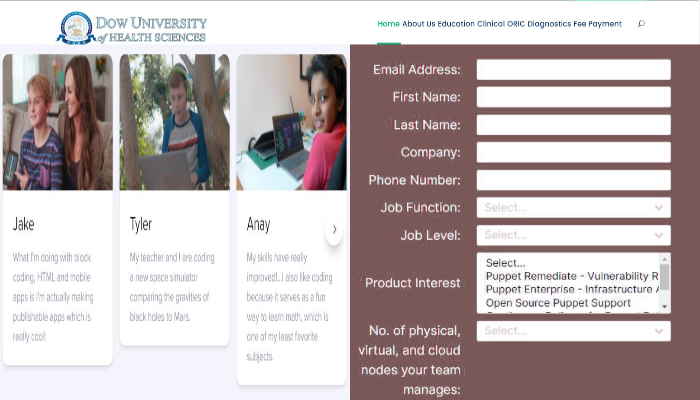 DOW UNIVERSITY
of HEALTH SCIENCES
Home About Us Education Clinical ORIC Diagnostics Fee Payment
Jake
What I'm doing with block
coding, HTML and mobile
apps is I'm actually making
publishable apps which is
really cool!
Tyler
My teacher and I are coding
a new space simulator
comparing the gravities of
black holes to Mars.
Anay
My skills have really
improved!..I also like coding
because it serves as a fun
way to learn math, which is
one of my least favorite
subjects.
Email Address:
First Name:
Last Name:
Company:
Phone Number:
Job Function: Select...
Job Level: Select...
Product Interest
Select...
Puppet Remediate - Vulnerability R
Puppet Enterprise - Infrastructure A
Open Source Puppet Support
No. of physical,
virtual, and cloud
nodes your team
manages:
Select...